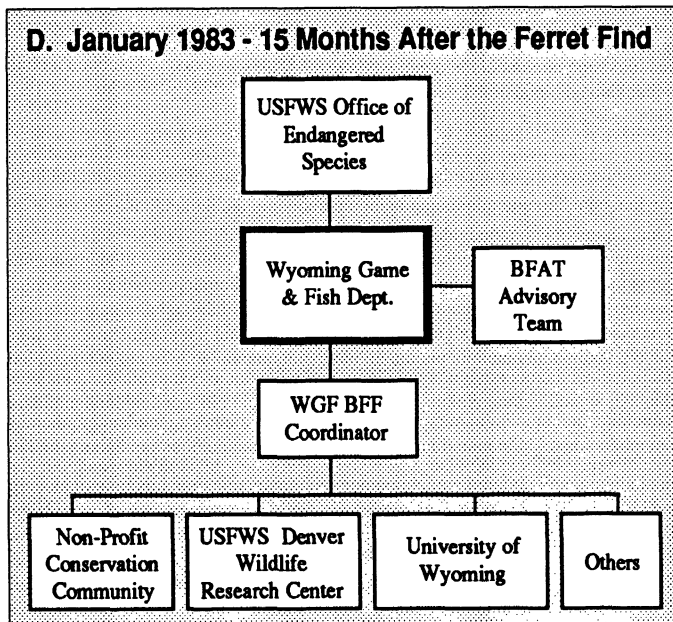 D. January 1983 - 15 Months After the Ferret Find
USFWS Office of
Endangered
Species
Wyoming Game
& Fish Dept.
BFAT
Advisory
Team
WGF BFF
Coordinator
Non-Profit
Conservation
Community
USFWS Denver
Wildlife
Research Center
University of
Wyoming
Others